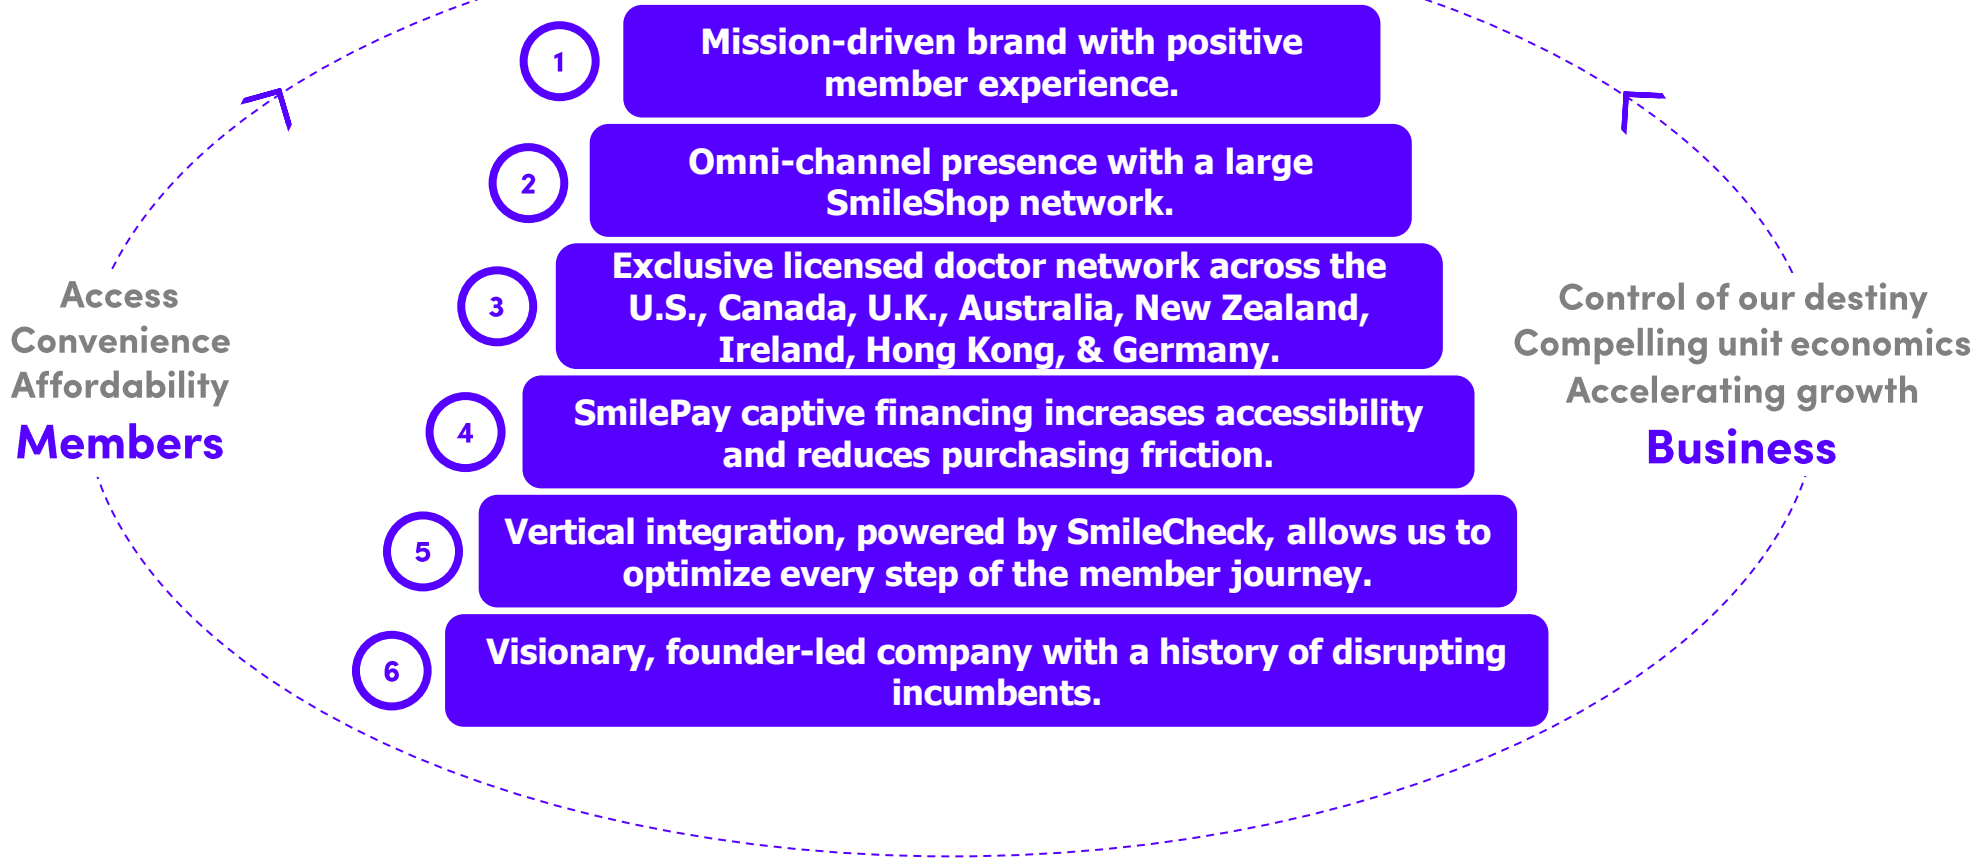 1
Mission-driven brand with positive
member experience.
2
Omni-channel presence with a large
SmileShop network.
3
Exclusive licensed doctor network across the
U.S., Canada, U.K., Australia, New Zealand,
Ireland, Hong Kong, & Germany.
4
SmilePay captive financing increases accessibility
and reduces purchasing friction.
5
Vertical integration, powered by SmileCheck, allows us to
optimize every step of the member journey.
6
Visionary, founder-led company with a history of disrupting
incumbents.
Access
Convenience
Affordability
Members
Control of our destiny
Compelling unit economics
Accelerating growth
Business